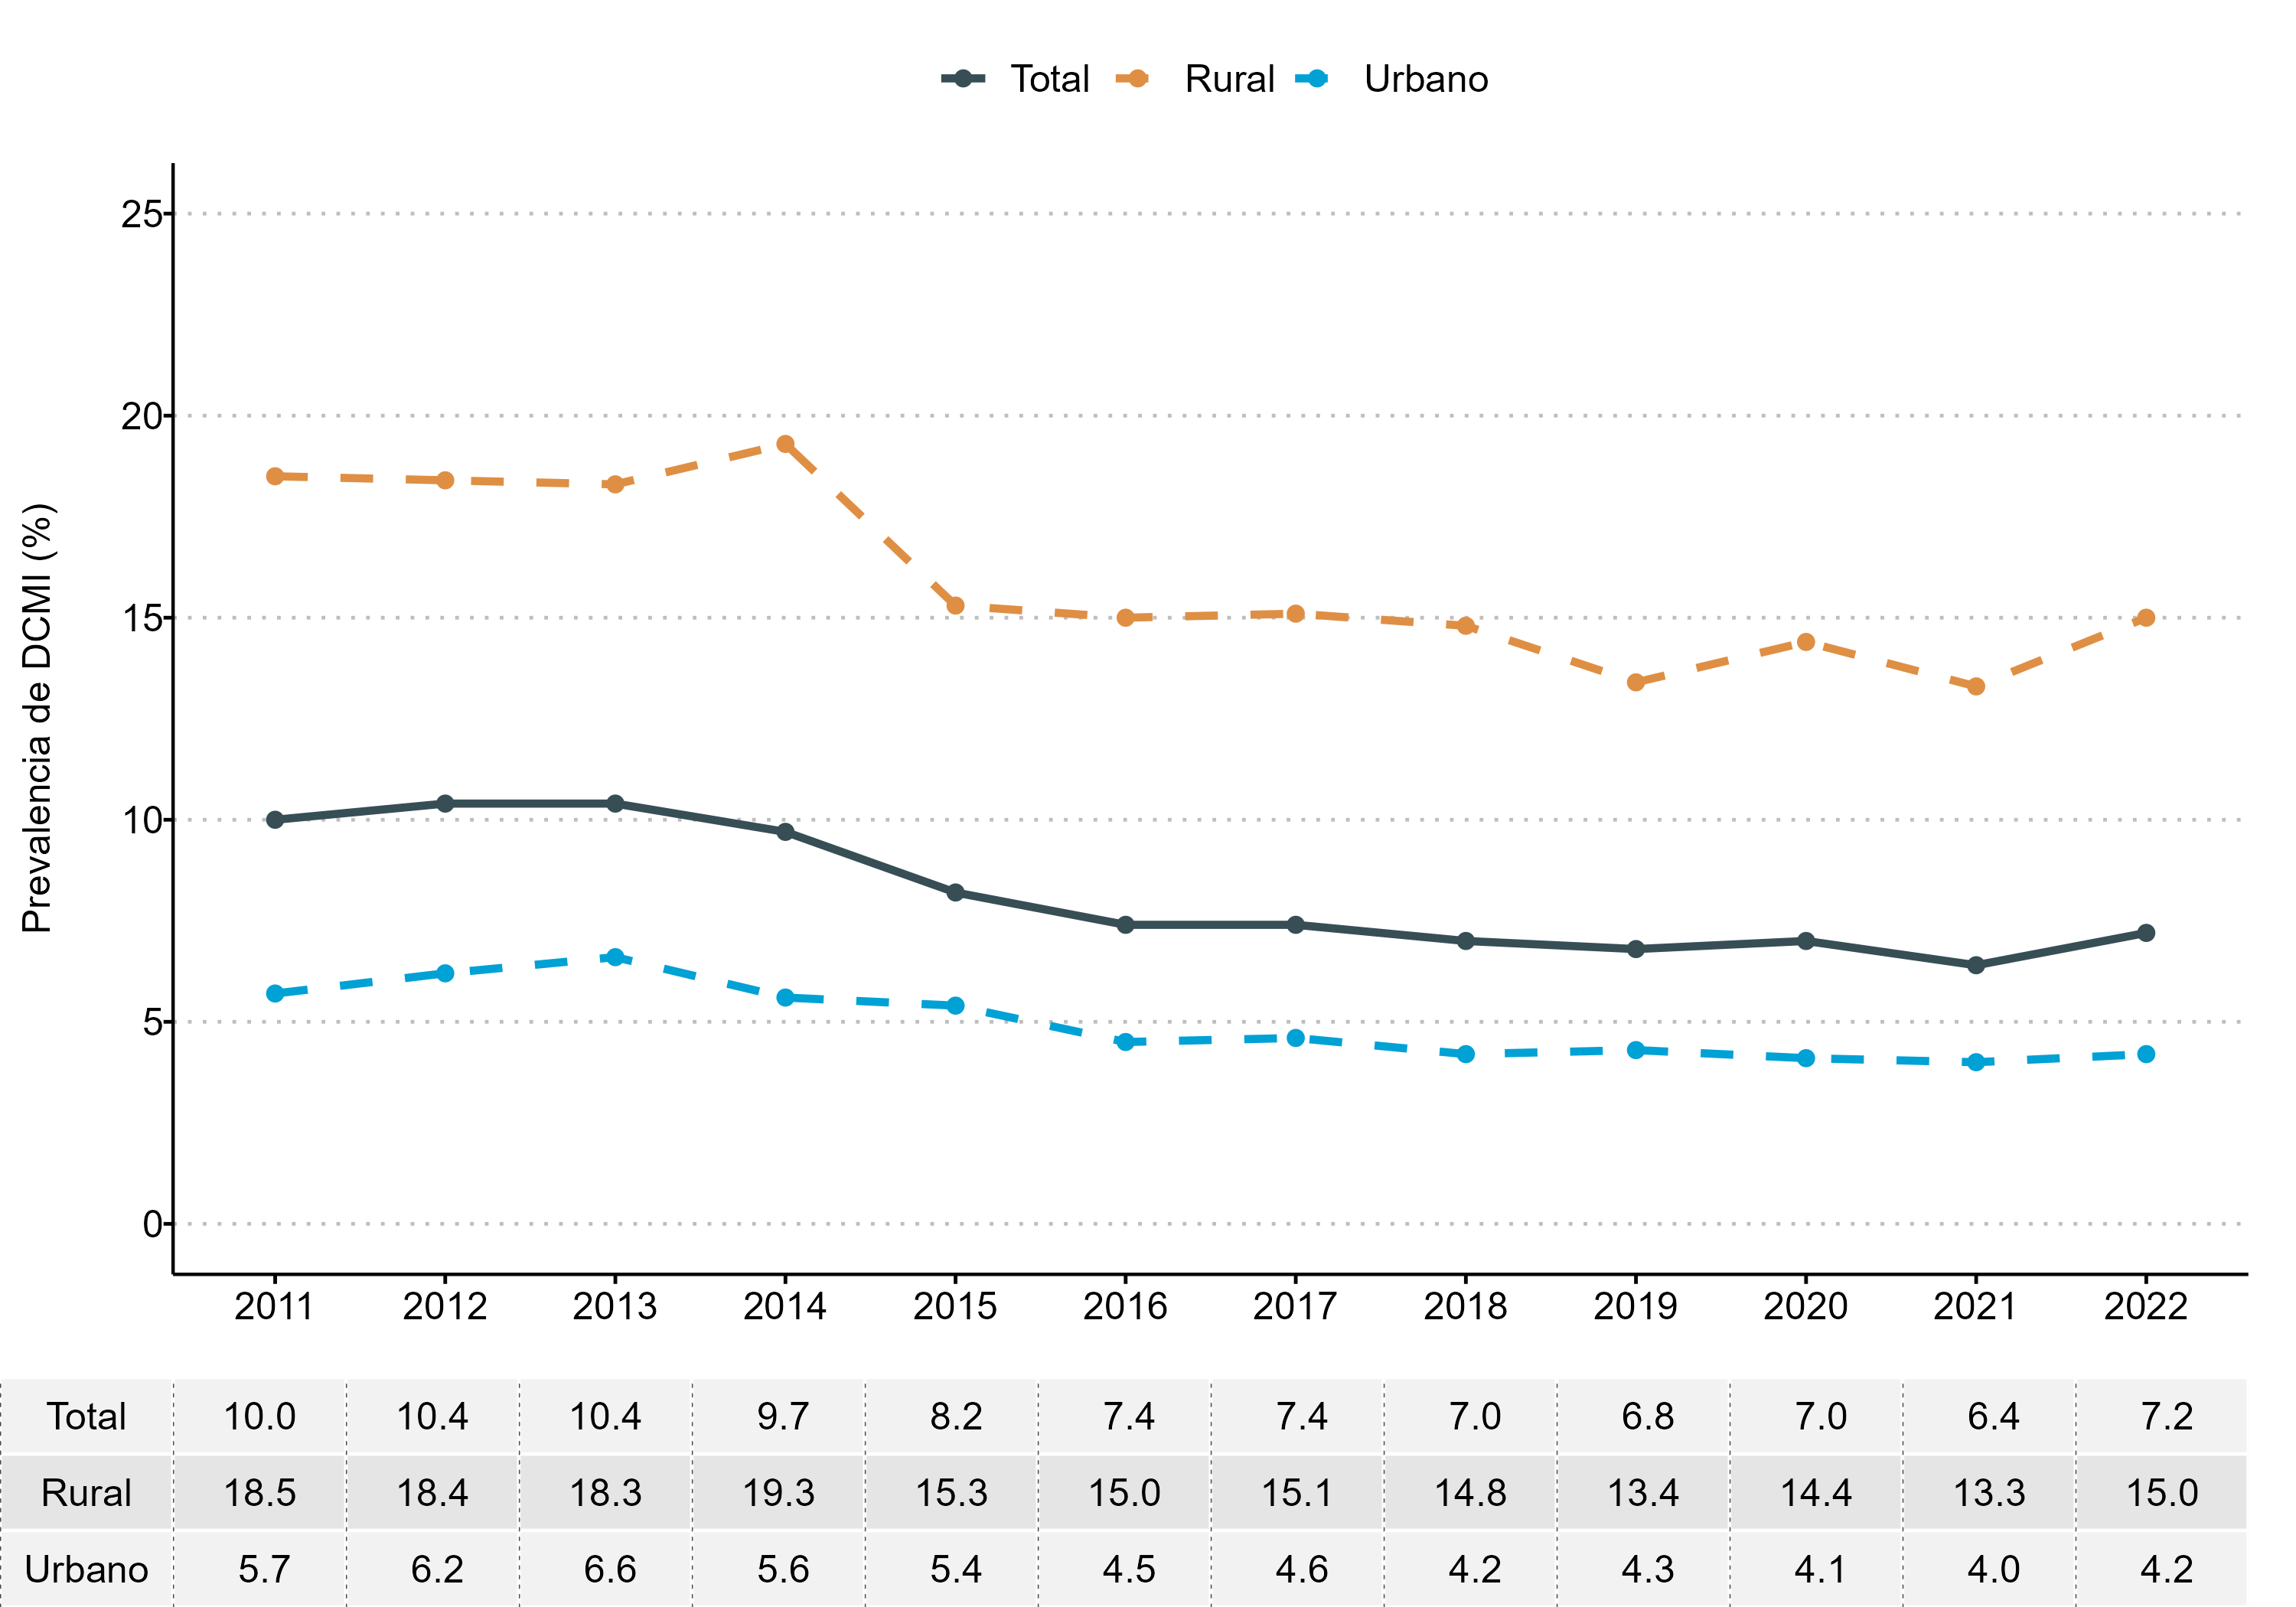 Total Rural Urbano
Prevalencia de DCMI (%)
25
20
15
10
5
0
2011 2012 2013 2014 2015 2016 2017 2018 2019 2020 2021 2022
Total 10.0 10.4 10.4 9.7 8.2 7.4 7.4 7.0 6.8 7.0 6.4 7.2
Rural 18.5 18.4 18.3 19.3 15.3 15.0 15.1 14.8 13.4 14.4 13.3 15.0
Urbano 5.7 6.2 6.6 5.6 5.4 4.5 4.6 4.2 4.3 4.1 4.0 4.2